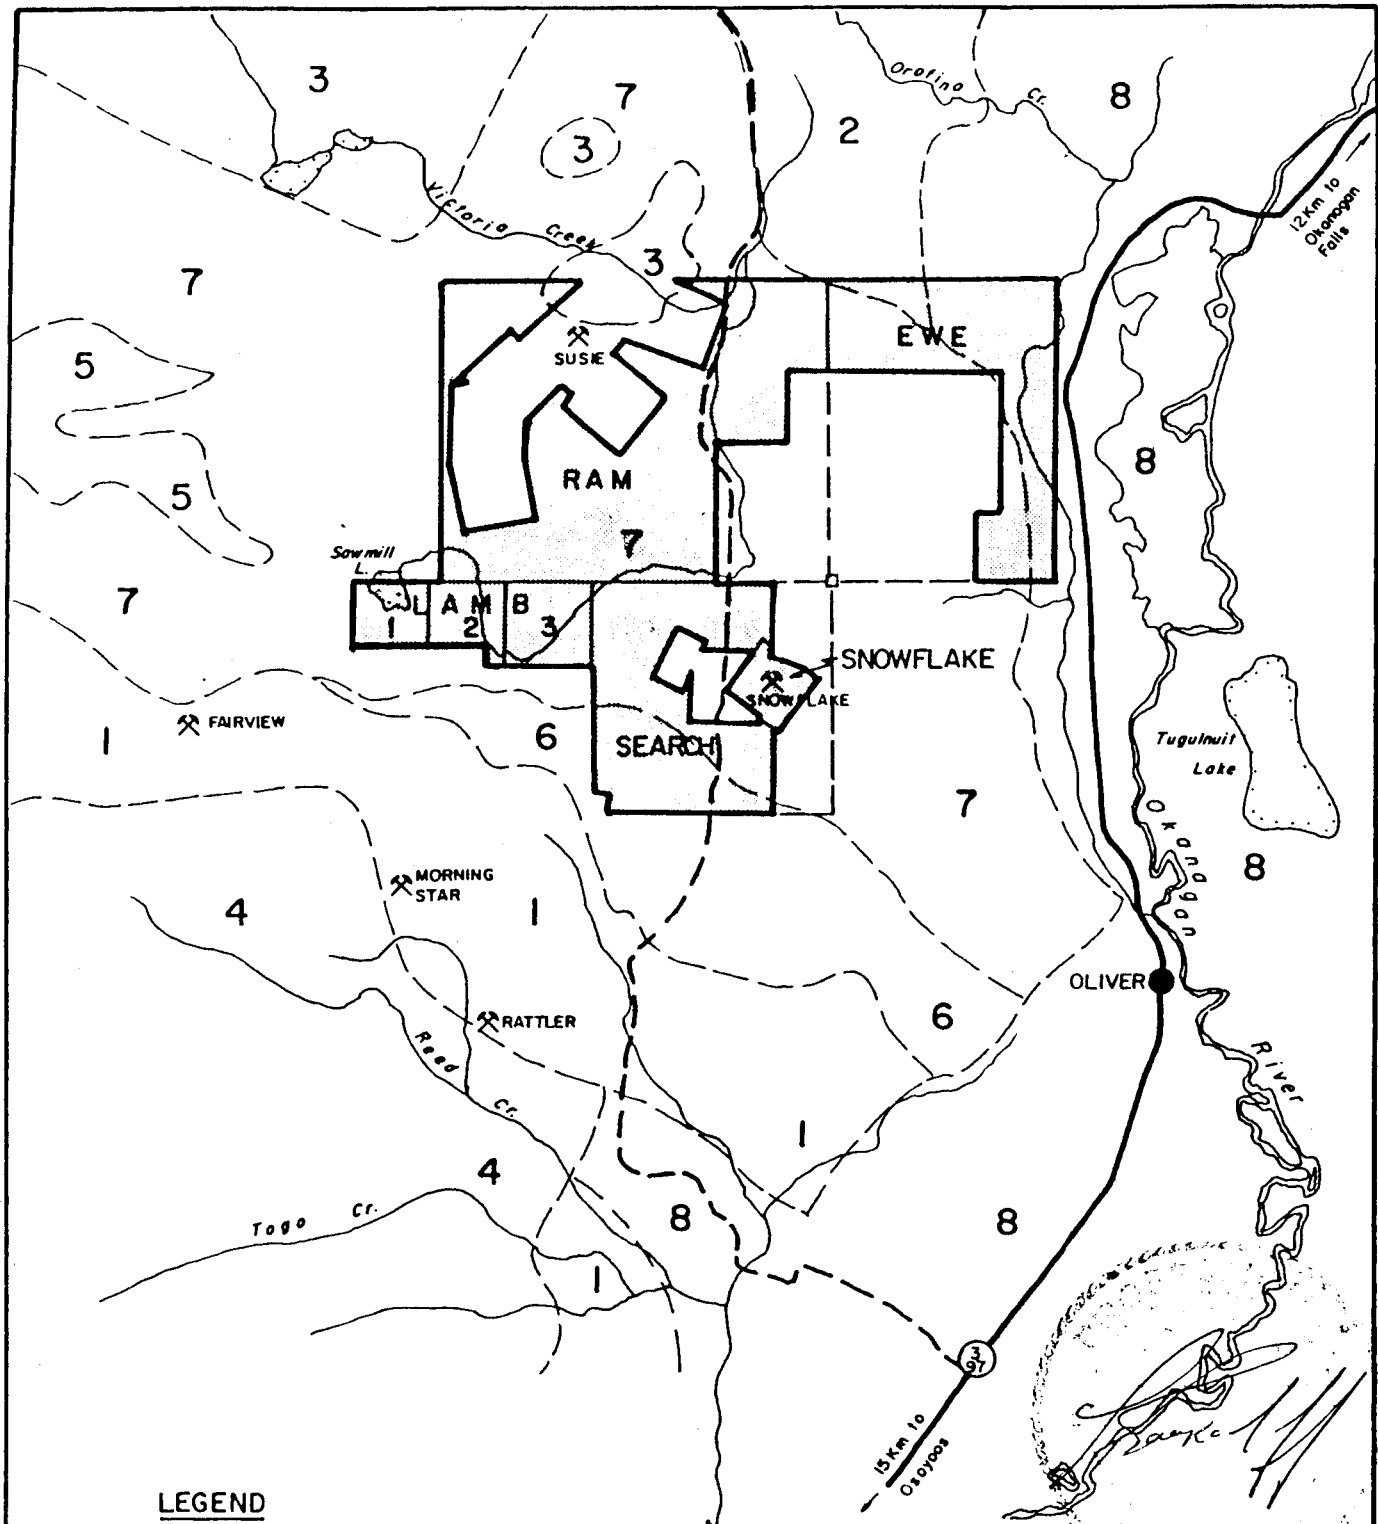 3
7
8
Orofino Cr.
2
3
Victoria Creek
12 Km to
Okanogan
Falls
3
7
EWE
SUSIE
5
8
RAM
5
7
Sawmill
L.
7
LAMB
1 2 3
SNOWFLAKE
SNOWFLAKE
FAIRVIEW
1
6
SEARCH
Tugulnuit
Lake
7
Okanagan River
8
MORNING
STAR
4
1
OLIVER
6
RATTLER
Reed Cr.
1
4
8
8
Togo Cr.
1
3
97
15 Km to
Osoyoos
LEGEND